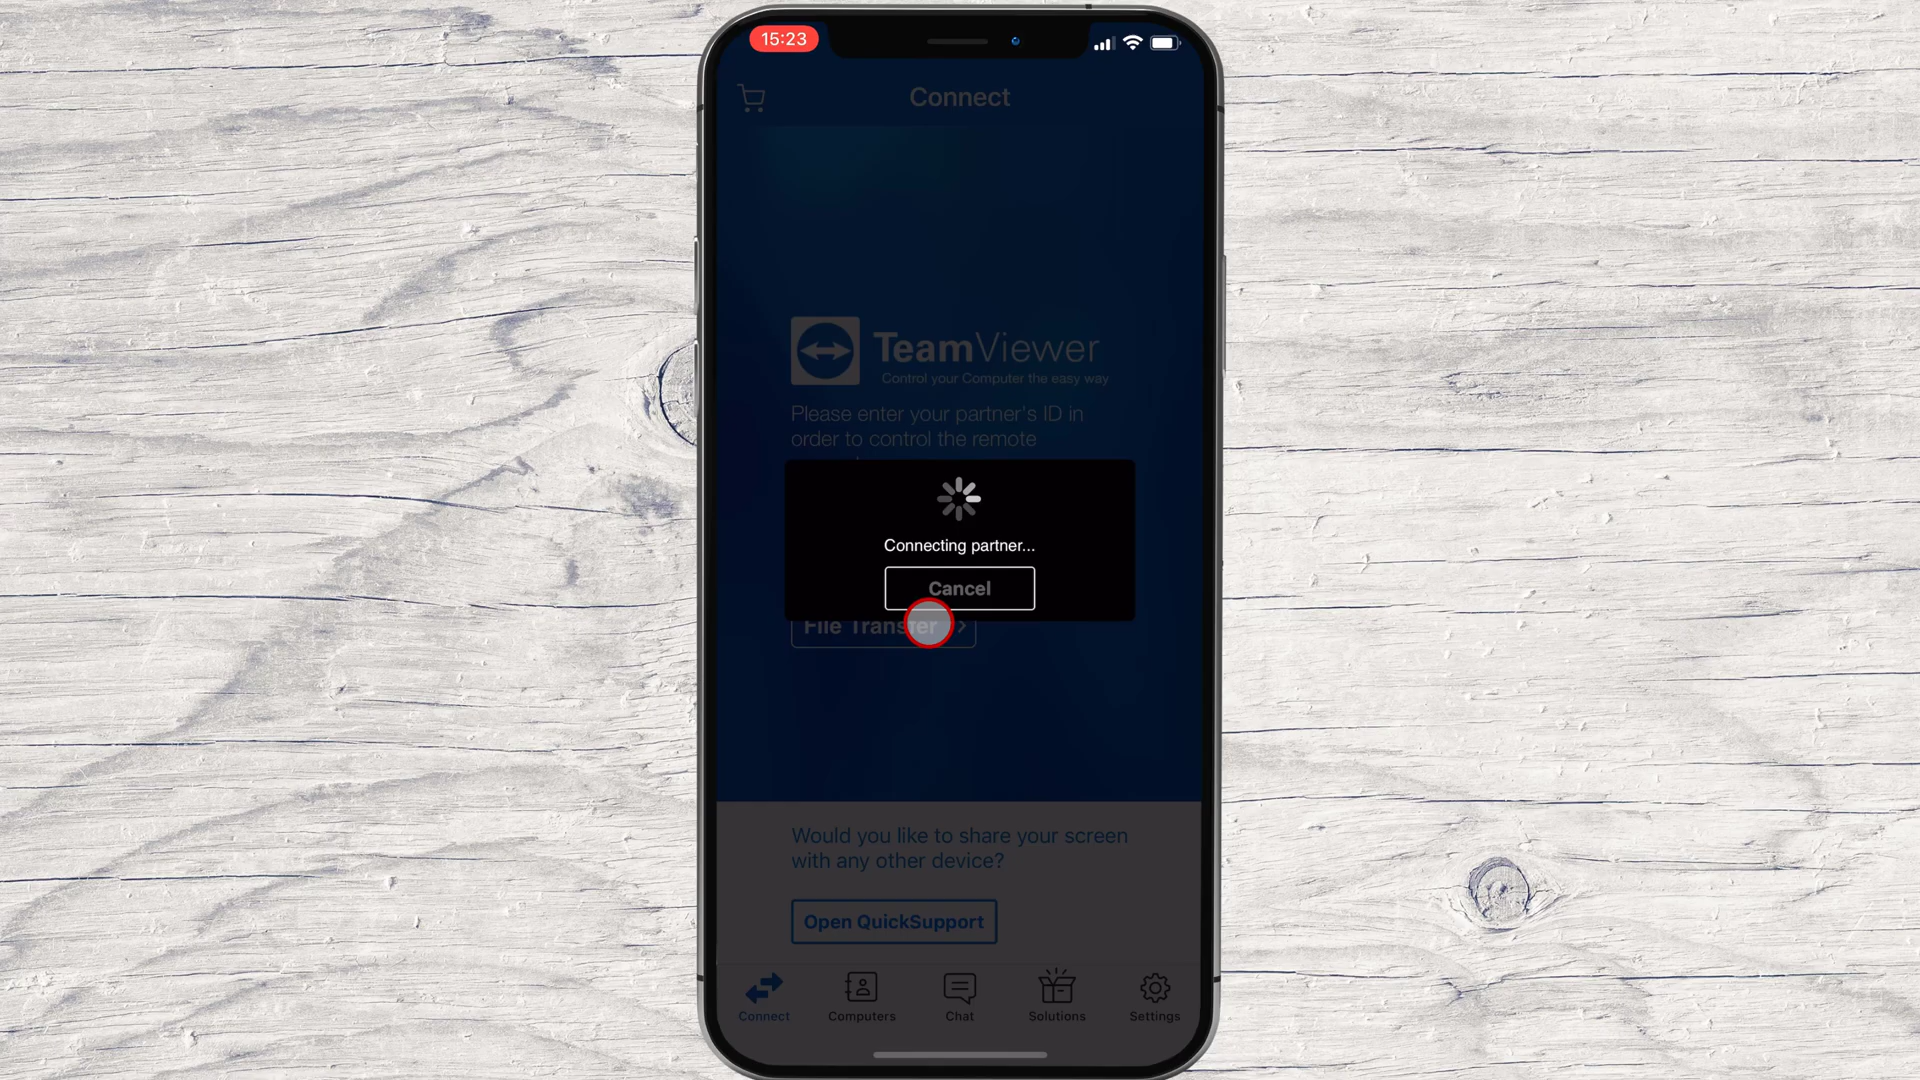 15:23
Connect
TeamViewer
Control your Computer the easy way
Please enter your partner's ID in
order to control the remote
Connecting partner...
Cancel
File Transfer
Would you like to share your screen
with any other device?
Open QuickSupport
Connect
Computers
Chat
Solutions
Settings